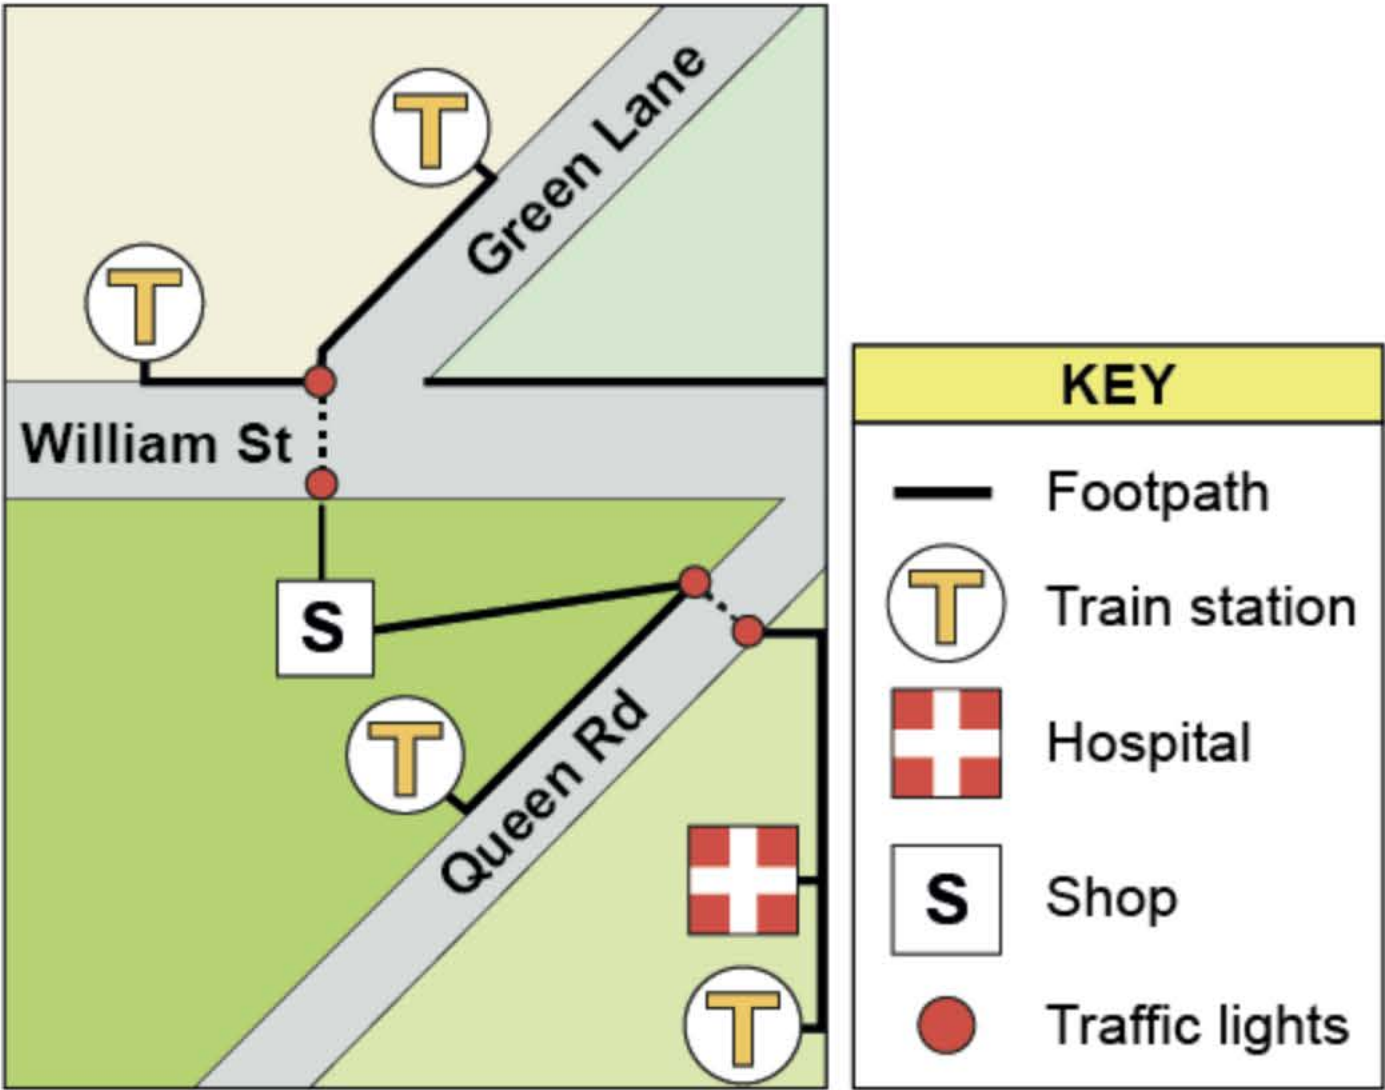 T
Green Lane
T
William St
S
T
Queen Rd
T
KEY
Footpath
T Train station
Hospital
S Shop
Traffic lights